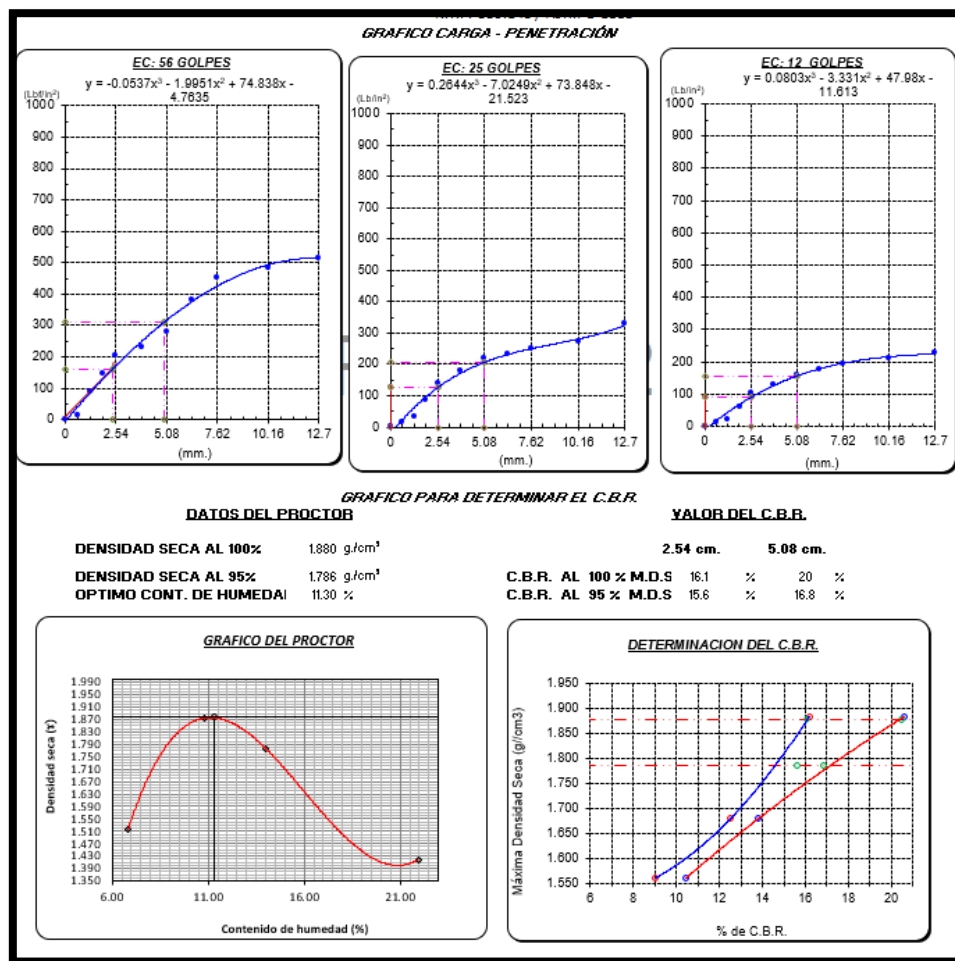 GRAFICO CARGA - PENETRACIÓN
EC: 56 GOLPES
y = -0.0537x³ - 1.9951x² + 74.838x -
4.7635
(Lbf/in²)
1000
900
800
700
600
500
400
300
200
100
0
0 2.54 5.08 7.62 10.16 12.7
(mm.)
EC: 25 GOLPES
y = 0.2644x³ - 7.0249x² + 73.848x -
21.523
(Lb/in²)
1000
900
800
700
600
500
400
300
200
100
0
0 2.54 5.08 7.62 10.16 12.7
(mm.)
EC: 12 GOLPES
y = 0.0803x³ - 3.331x² + 47.98x -
11.613
(Lb/in²)
1000
900
800
700
600
500
400
300
200
100
0
0 2.54 5.08 7.62 10.16 12.7
(mm.)
GRAFICO PARA DETERMINAR EL C.B.R.
DATOS DEL PROCTOR
DENSIDAD SECA AL 100% 1.880 g./cm³
DENSIDAD SECA AL 95% 1.786 g./cm³
OPTIMO CONT. DE HUMEDAI 11.30 %
VALOR DEL C.B.R.
2.54 cm. 5.08 cm.
C.B.R. AL 100 % M.D.S 16.1 % 20 %
C.B.R. AL 95 % M.D.S 15.6 % 16.8 %
GRAFICO DEL PROCTOR
Densidad seca (ɤ)
1.990
1.950
1.910
1.870
1.830
1.790
1.750
1.710
1.670
1.630
1.590
1.550
1.510
1.470
1.430
1.390
1.350
6.00 11.00 16.00 21.00
Contenido de humedad (%)
DETERMINACION DEL C.B.R.
Máxima Densidad Seca (g//cm3)
1.950
1.900
1.850
1.800
1.750
1.700
1.650
1.600
1.550
6 8 10 12 14 16 18 20
% de C.B.R.